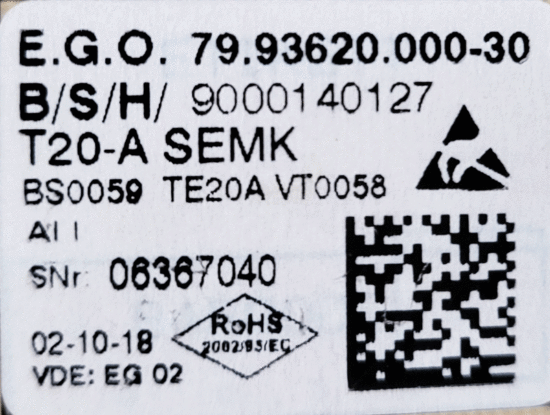 E.G.O. 79.93620.000-30
B/S/H/ 9000140127
T20-A SEMK
BS0059 TE20A VT0058
SNr 06367040
RoHS
2002/95/EC
02-10-18
VDE: EG 02